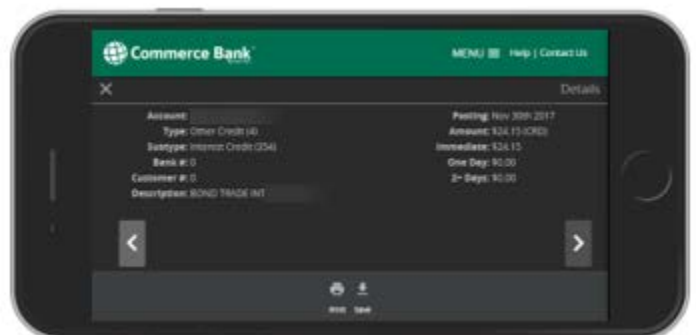 Commerce Bank
MENU Help | Contact Us
Details
Account:
Type: Other Credit (4)
Subtype: Interest Credit (354)
Bank #: 0
Customer #: 0
Description: BOND TRADE INT
Posting: Nov 30th 2017
Amount: $24.15 (CRD)
Immediate: $24.15
One Day: $0.00
2+ Days: $0.00
Print Save